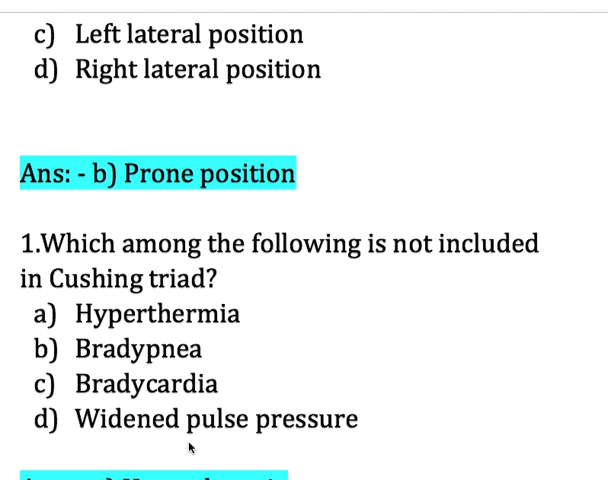 c) Left lateral position
d) Right lateral position
Ans: - b) Prone position
1.Which among the following is not included
in Cushing triad?
a) Hyperthermia
b) Bradypnea
c) Bradycardia
d) Widened pulse pressure